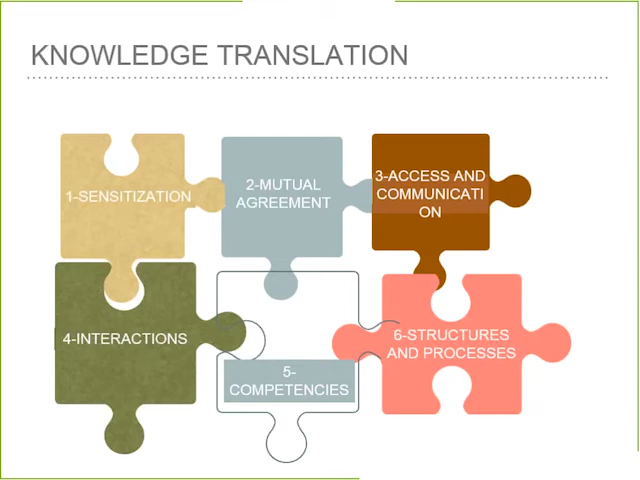 KNOWLEDGE TRANSLATION
1-SENSITIZATION
2-MUTUAL
AGREEMENT
3-ACCESS AND
COMMUNICATI
ON
4-INTERACTIONS
5-
COMPETENCIES
6-STRUCTURES
AND PROCESSES